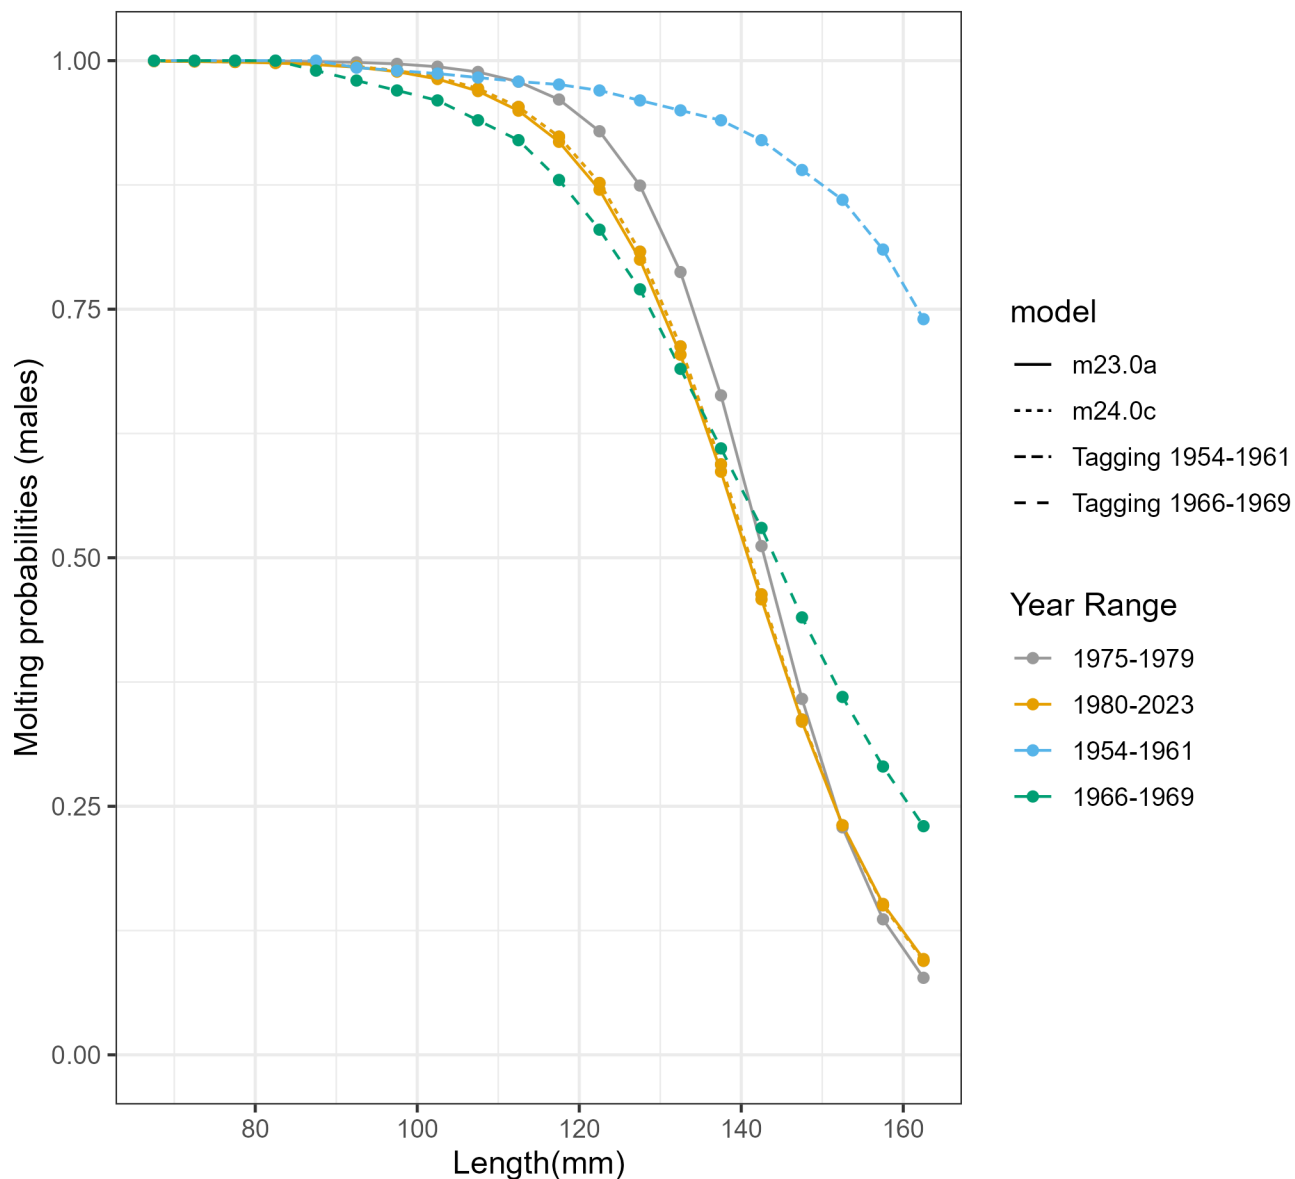 Molting probabilities (males)
1.00
0.75
0.50
0.25
0.00
80
100
120
140
160
Length(mm)
model
m23.0a
m24.0c
Tagging 1954-1961
Tagging 1966-1969
Year Range
1975-1979
1980-2023
1954-1961
1966-1969